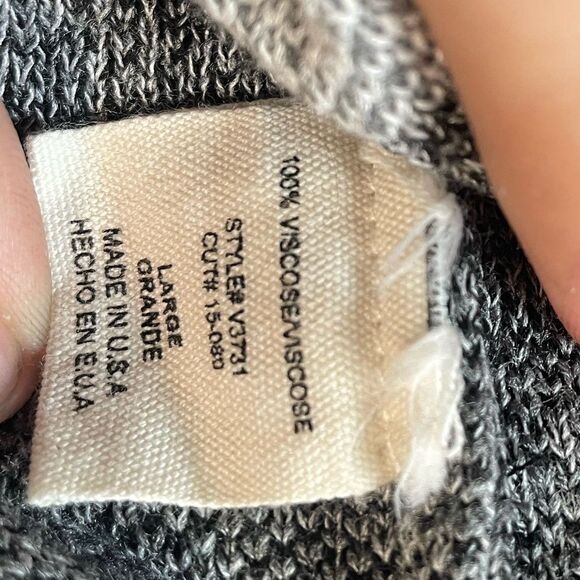 100% VISCOSE/VISCOSE
STYLE# V3731
CUT# 15-080
LARGE
GRANDE
MADE IN U.S.A
HECHO EN E.U.A